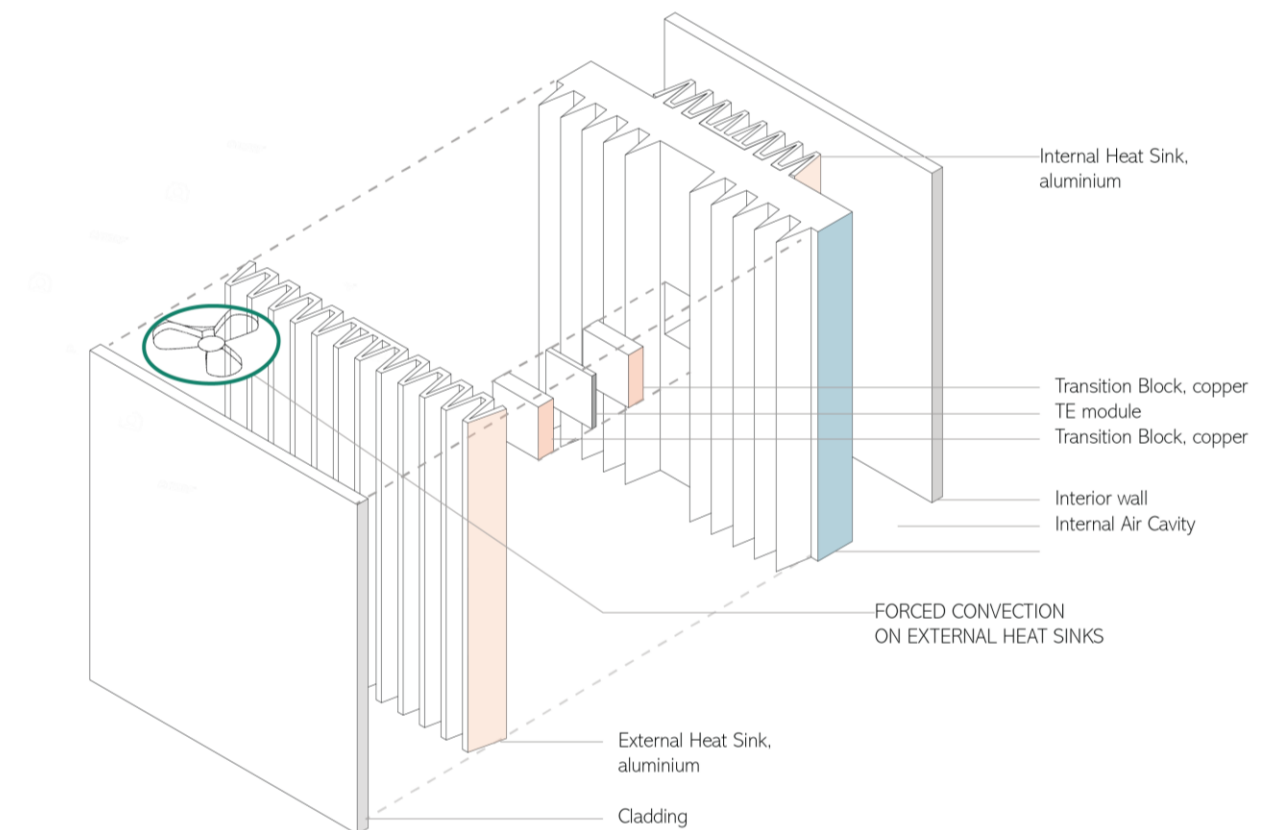 Internal Heat Sink,
aluminium
Transition Block, copper
TE module
Transition Block, copper
Interior wall
Internal Air Cavity
FORCED CONVECTION
ON EXTERNAL HEAT SINKS
External Heat Sink,
aluminium
Cladding